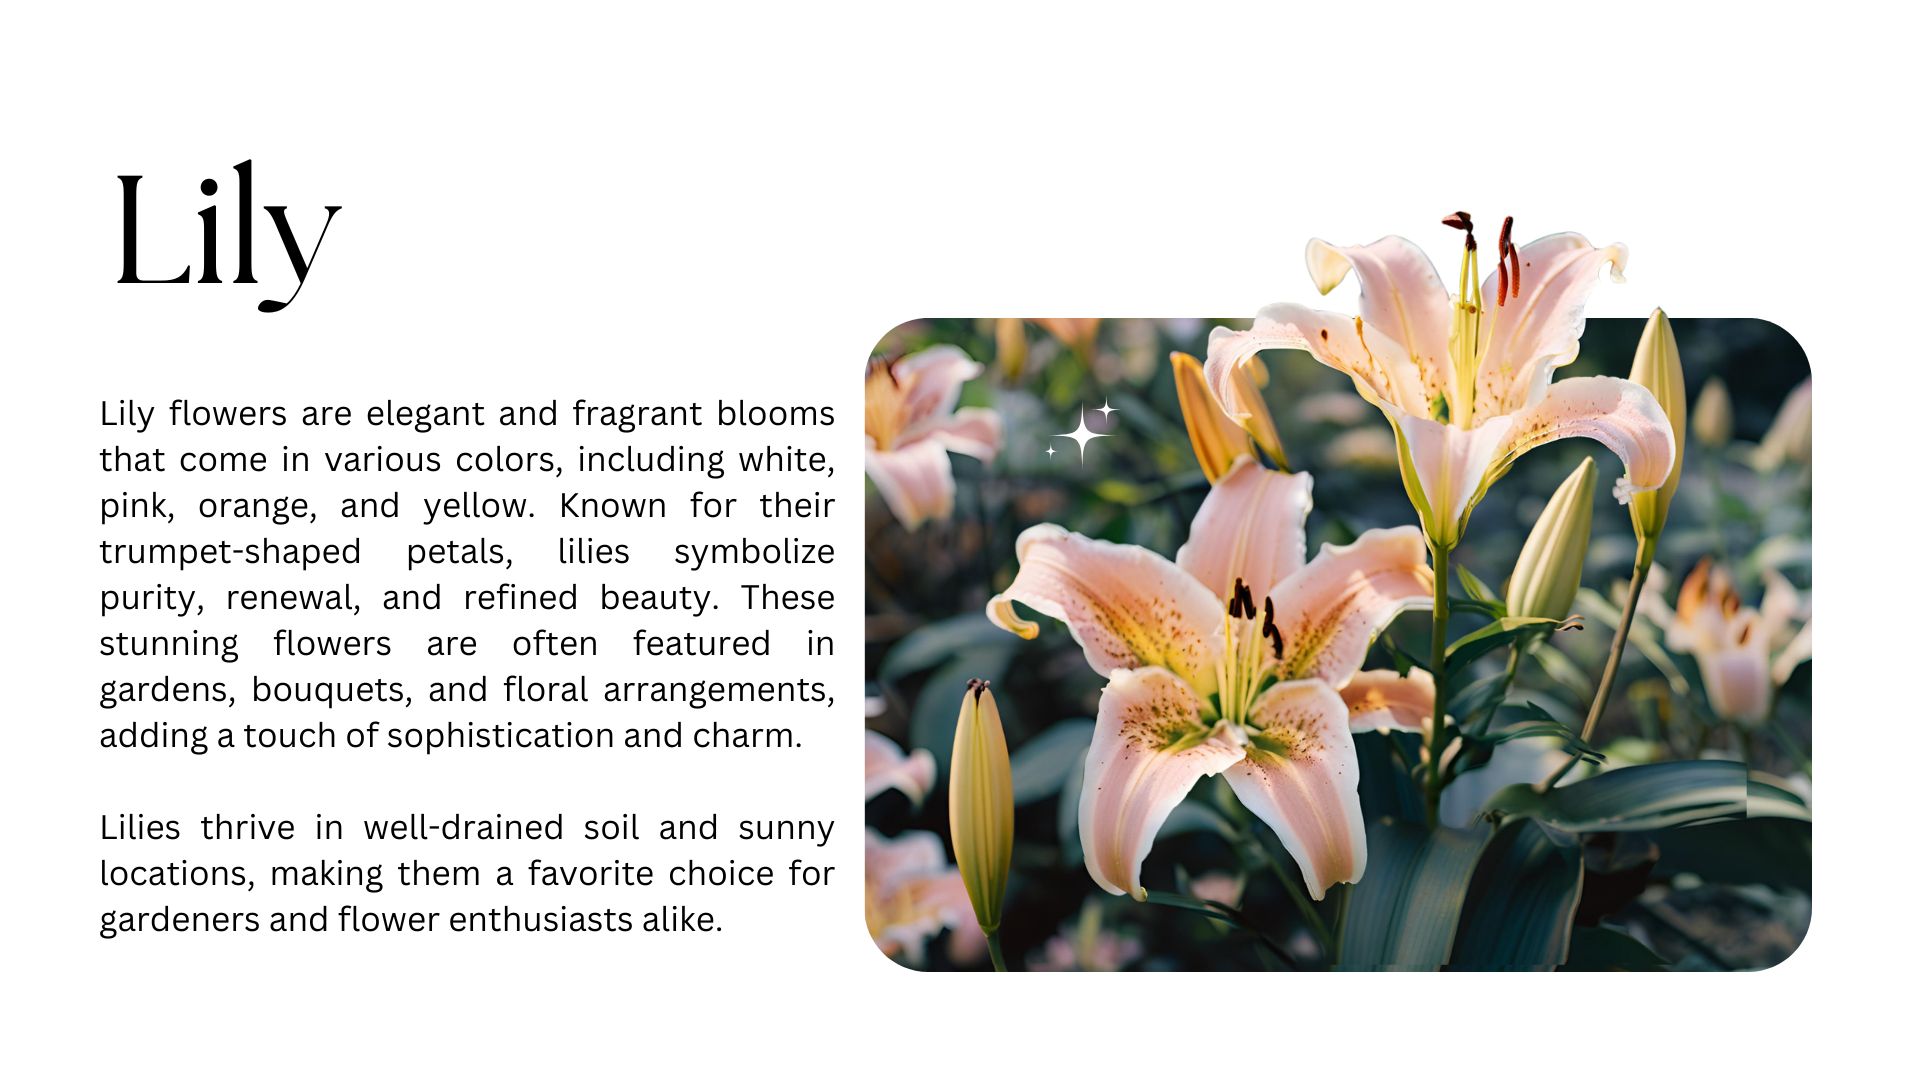 Lily
Lily flowers are elegant and fragrant blooms
that come in various colors, including white,
pink, orange, and yellow. Known for their
trumpet-shaped petals, lilies symbolize
purity, renewal, and refined beauty. These
stunning flowers are often featured in
gardens, bouquets, and floral arrangements,
adding a touch of sophistication and charm.
Lilies thrive in well-drained soil and sunny
locations, making them a favorite choice for
gardeners and flower enthusiasts alike.